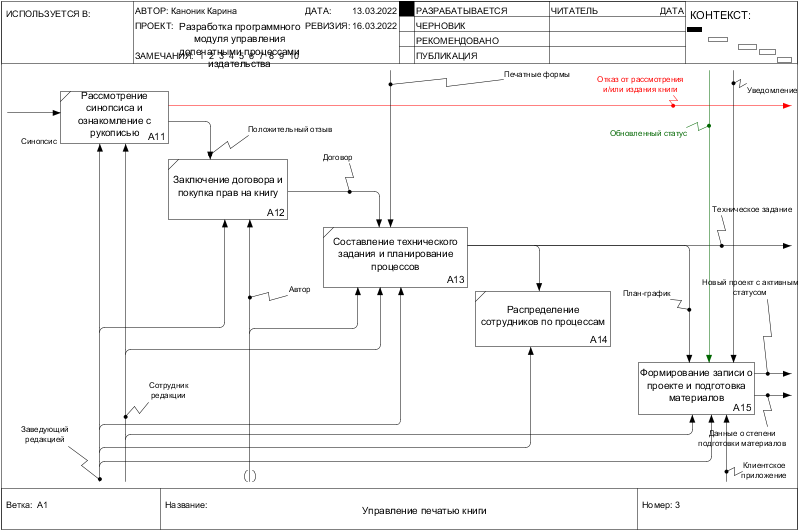 ИСПОЛЬЗУЕТСЯ В:
АВТОР: Каноник Карина
ДАТА: 13.03.2022
ПРОЕКТ: Разработка программного
модуля управления
допечатными процессами
издательства
РЕВИЗИЯ: 16.03.2022
ЗАМЕЧАНИЯ: 1 2 3 4 5 6 7 8 9 10
РАЗРАБАТЫВАЕТСЯ
ЧЕРНОВИК
РЕКОМЕНДОВАНО
ПУБЛИКАЦИЯ
ЧИТАТЕЛЬ
ДАТА
КОНТЕКСТ:
Печатные формы
Отказ от рассмотрения
и/или издания книги
Уведомление
Рассмотрение
синопсиса и
ознакомление с
рукописью
A11
Синопсис
Положительный отзыв
Обновленный статус
Договор
Заключение договора и
покупка прав на книгу
A12
Техническое задание
Составление технического
задания и планирование
процессов
A13
Автор
План-график
Новый проект с активным
статусом
Распределение
сотрудников по процессам
A14
Формирование записи о
проекте и подготовка
материалов
A15
Сотрудник
редакции
Заведующий
редакцией
Данные о степени
подготовки материалов
Клиентское
приложение
Ветка: A1
Название:
Управление печатью книги
Номер: 3